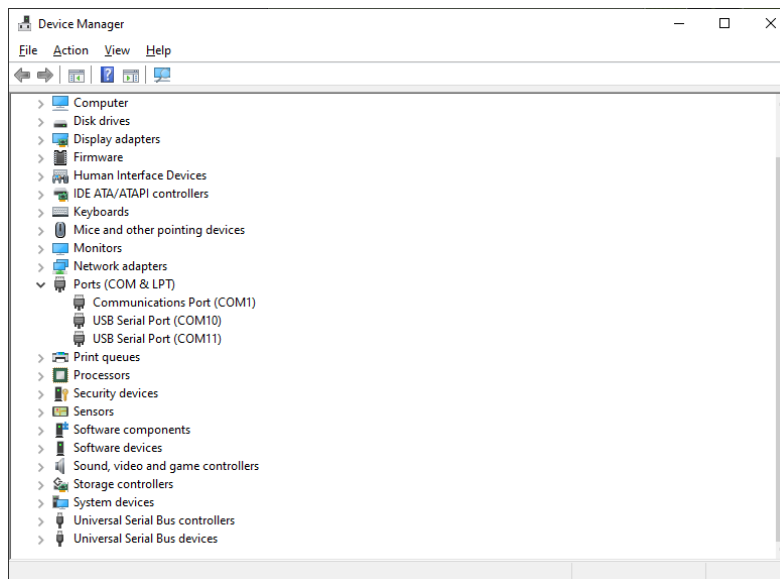 Device Manager
File Action View Help
Computer
Disk drives
Display adapters
Firmware
Human Interface Devices
IDE ATA/ATAPI controllers
Keyboards
Mice and other pointing devices
Monitors
Network adapters
Ports (COM & LPT)
Communications Port (COM1)
USB Serial Port (COM10)
USB Serial Port (COM11)
Print queues
Processors
Security devices
Sensors
Software components
Software devices
Sound, video and game controllers
Storage controllers
System devices
Universal Serial Bus controllers
Universal Serial Bus devices